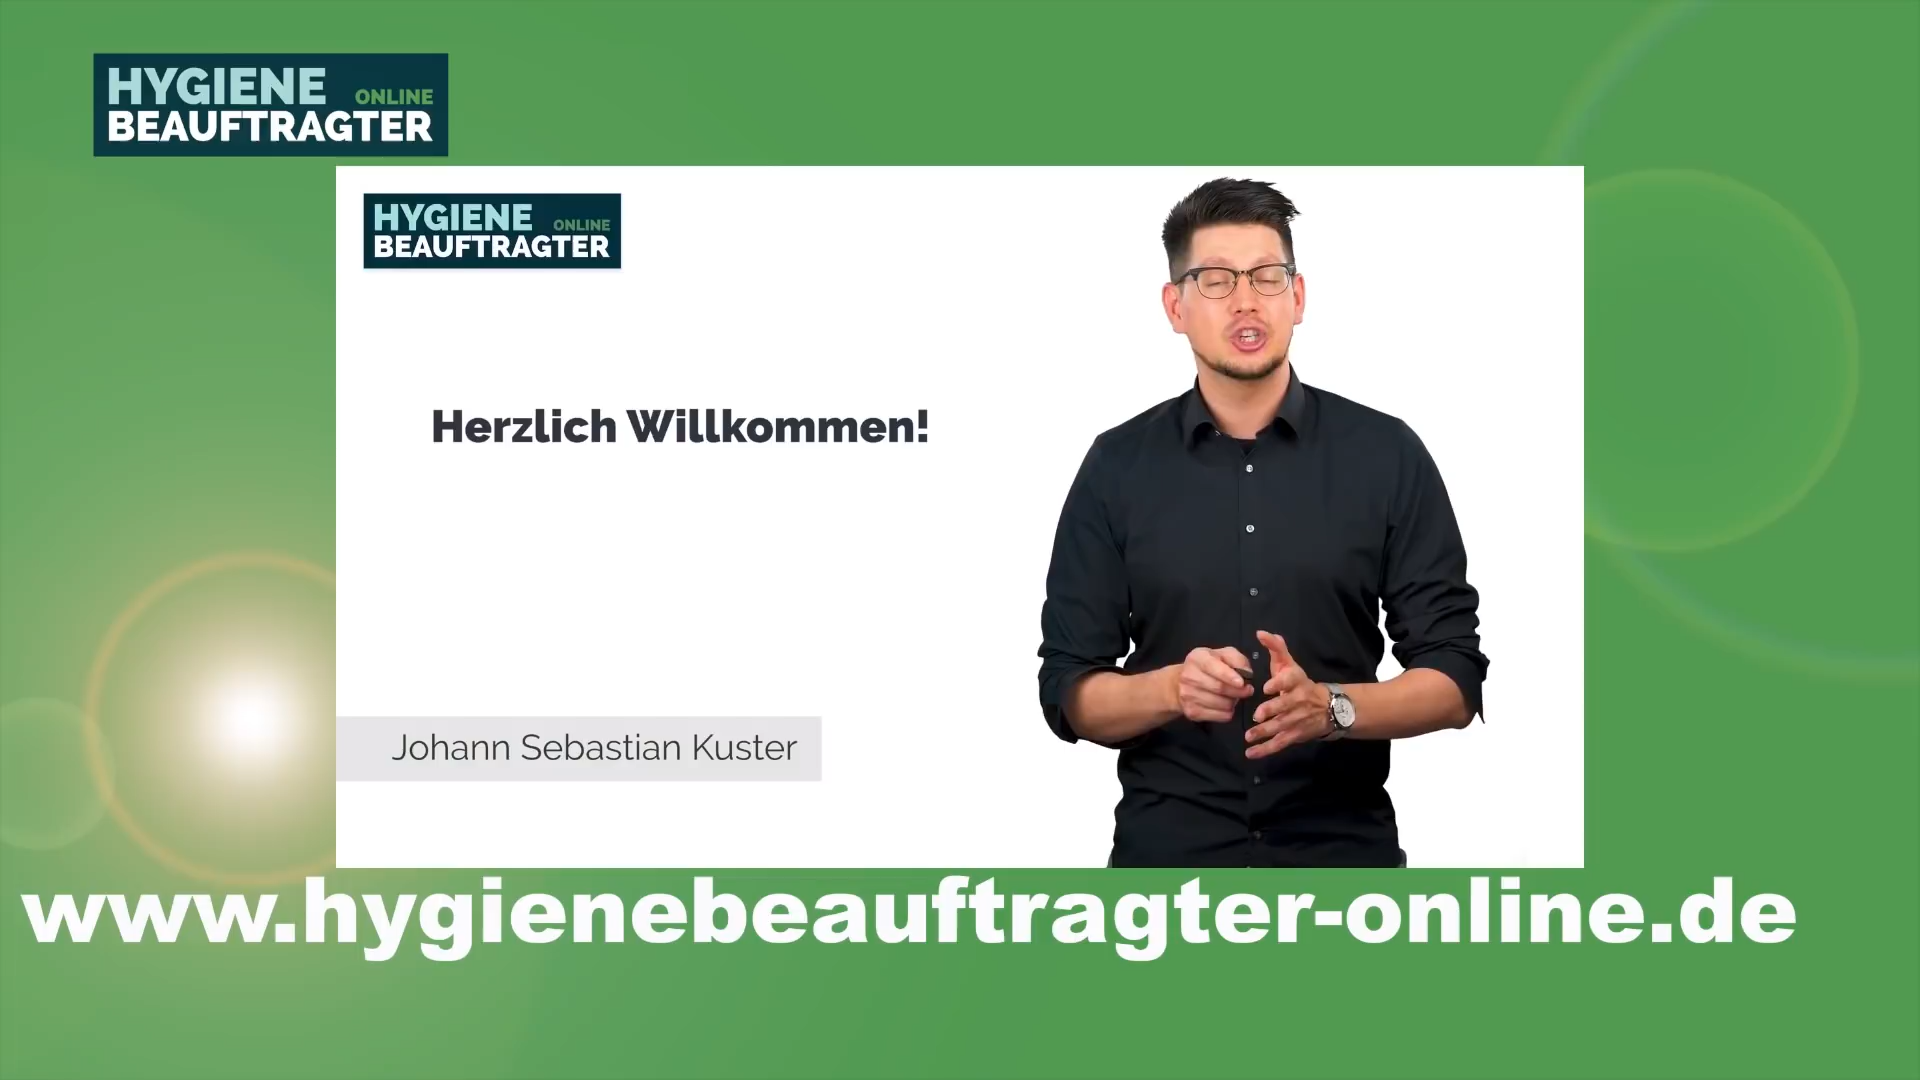 HYGIENE ONLINE
BEAUFTRAGTER
HYGIENE ONLINE
BEAUFTRAGTER
Herzlich Willkommen!
Johann Sebastian Kuster
www.hygienebeauftragter-online.de